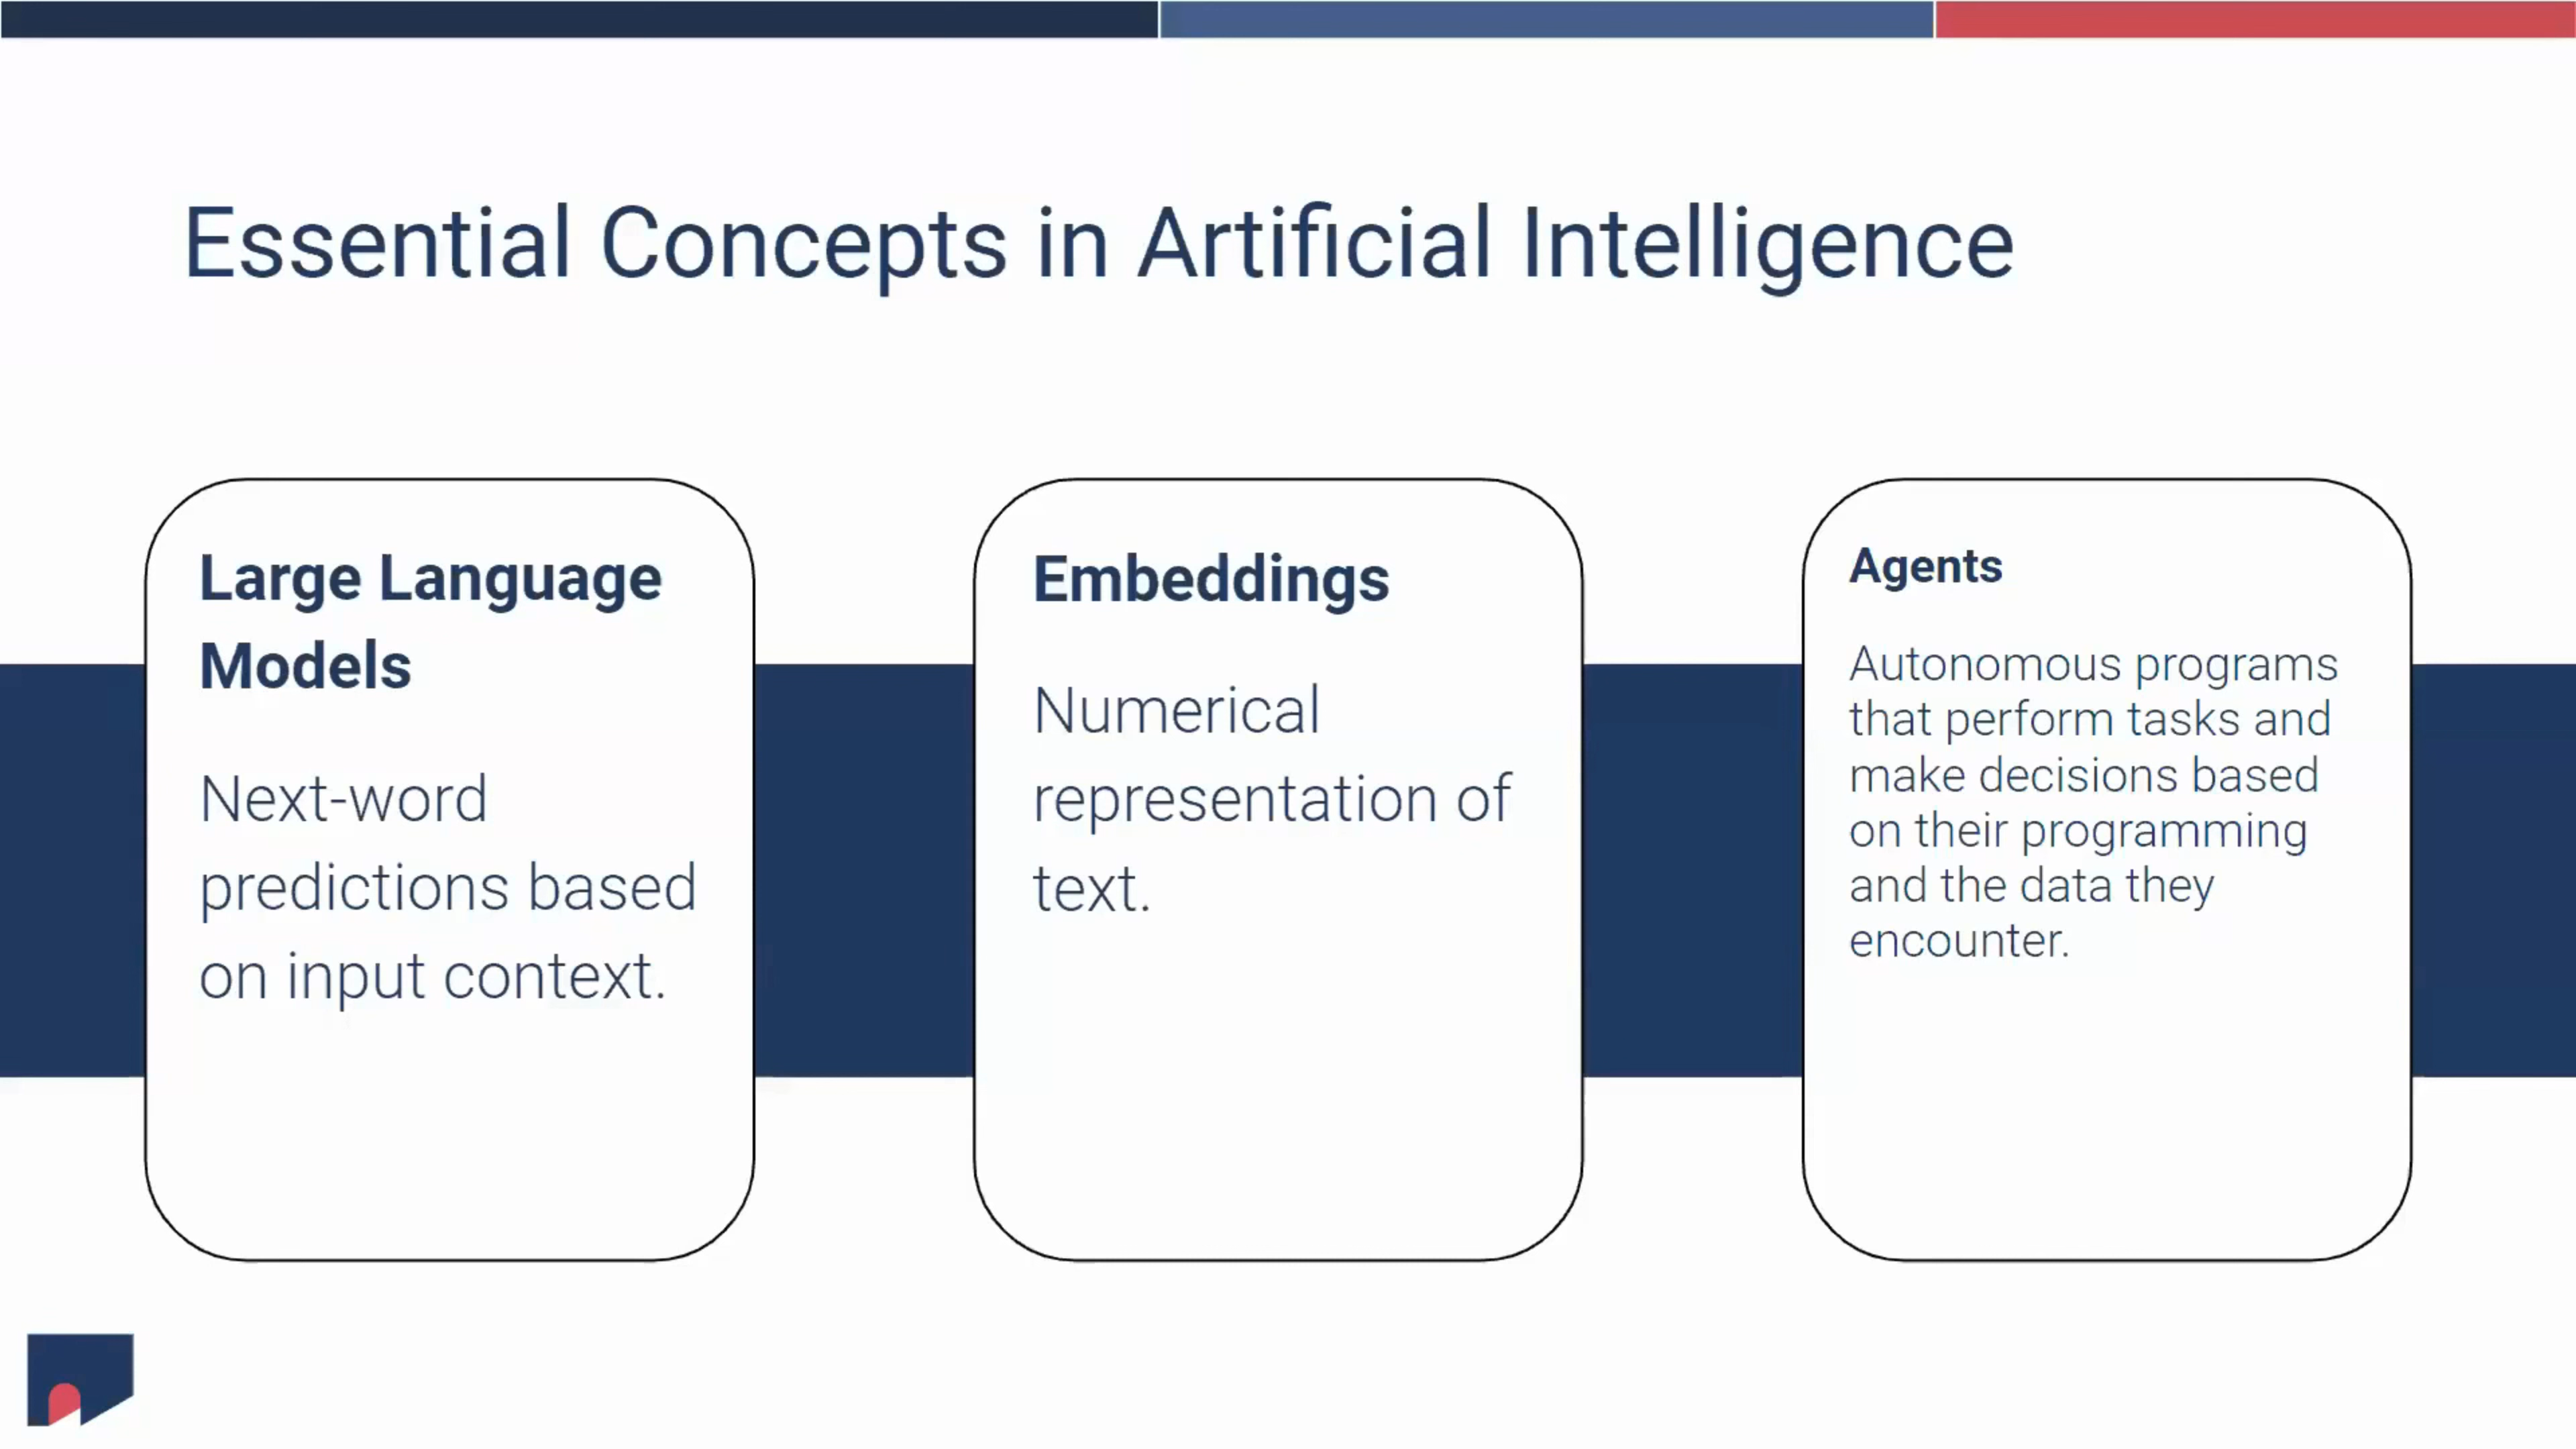 Essential Concepts in Artificial Intelligence
Large Language
Models
Next-word
predictions based
on input context.
Embeddings
Numerical
representation of
text.
Agents
Autonomous programs
that perform tasks and
make decisions based
on their programming
and the data they
encounter.